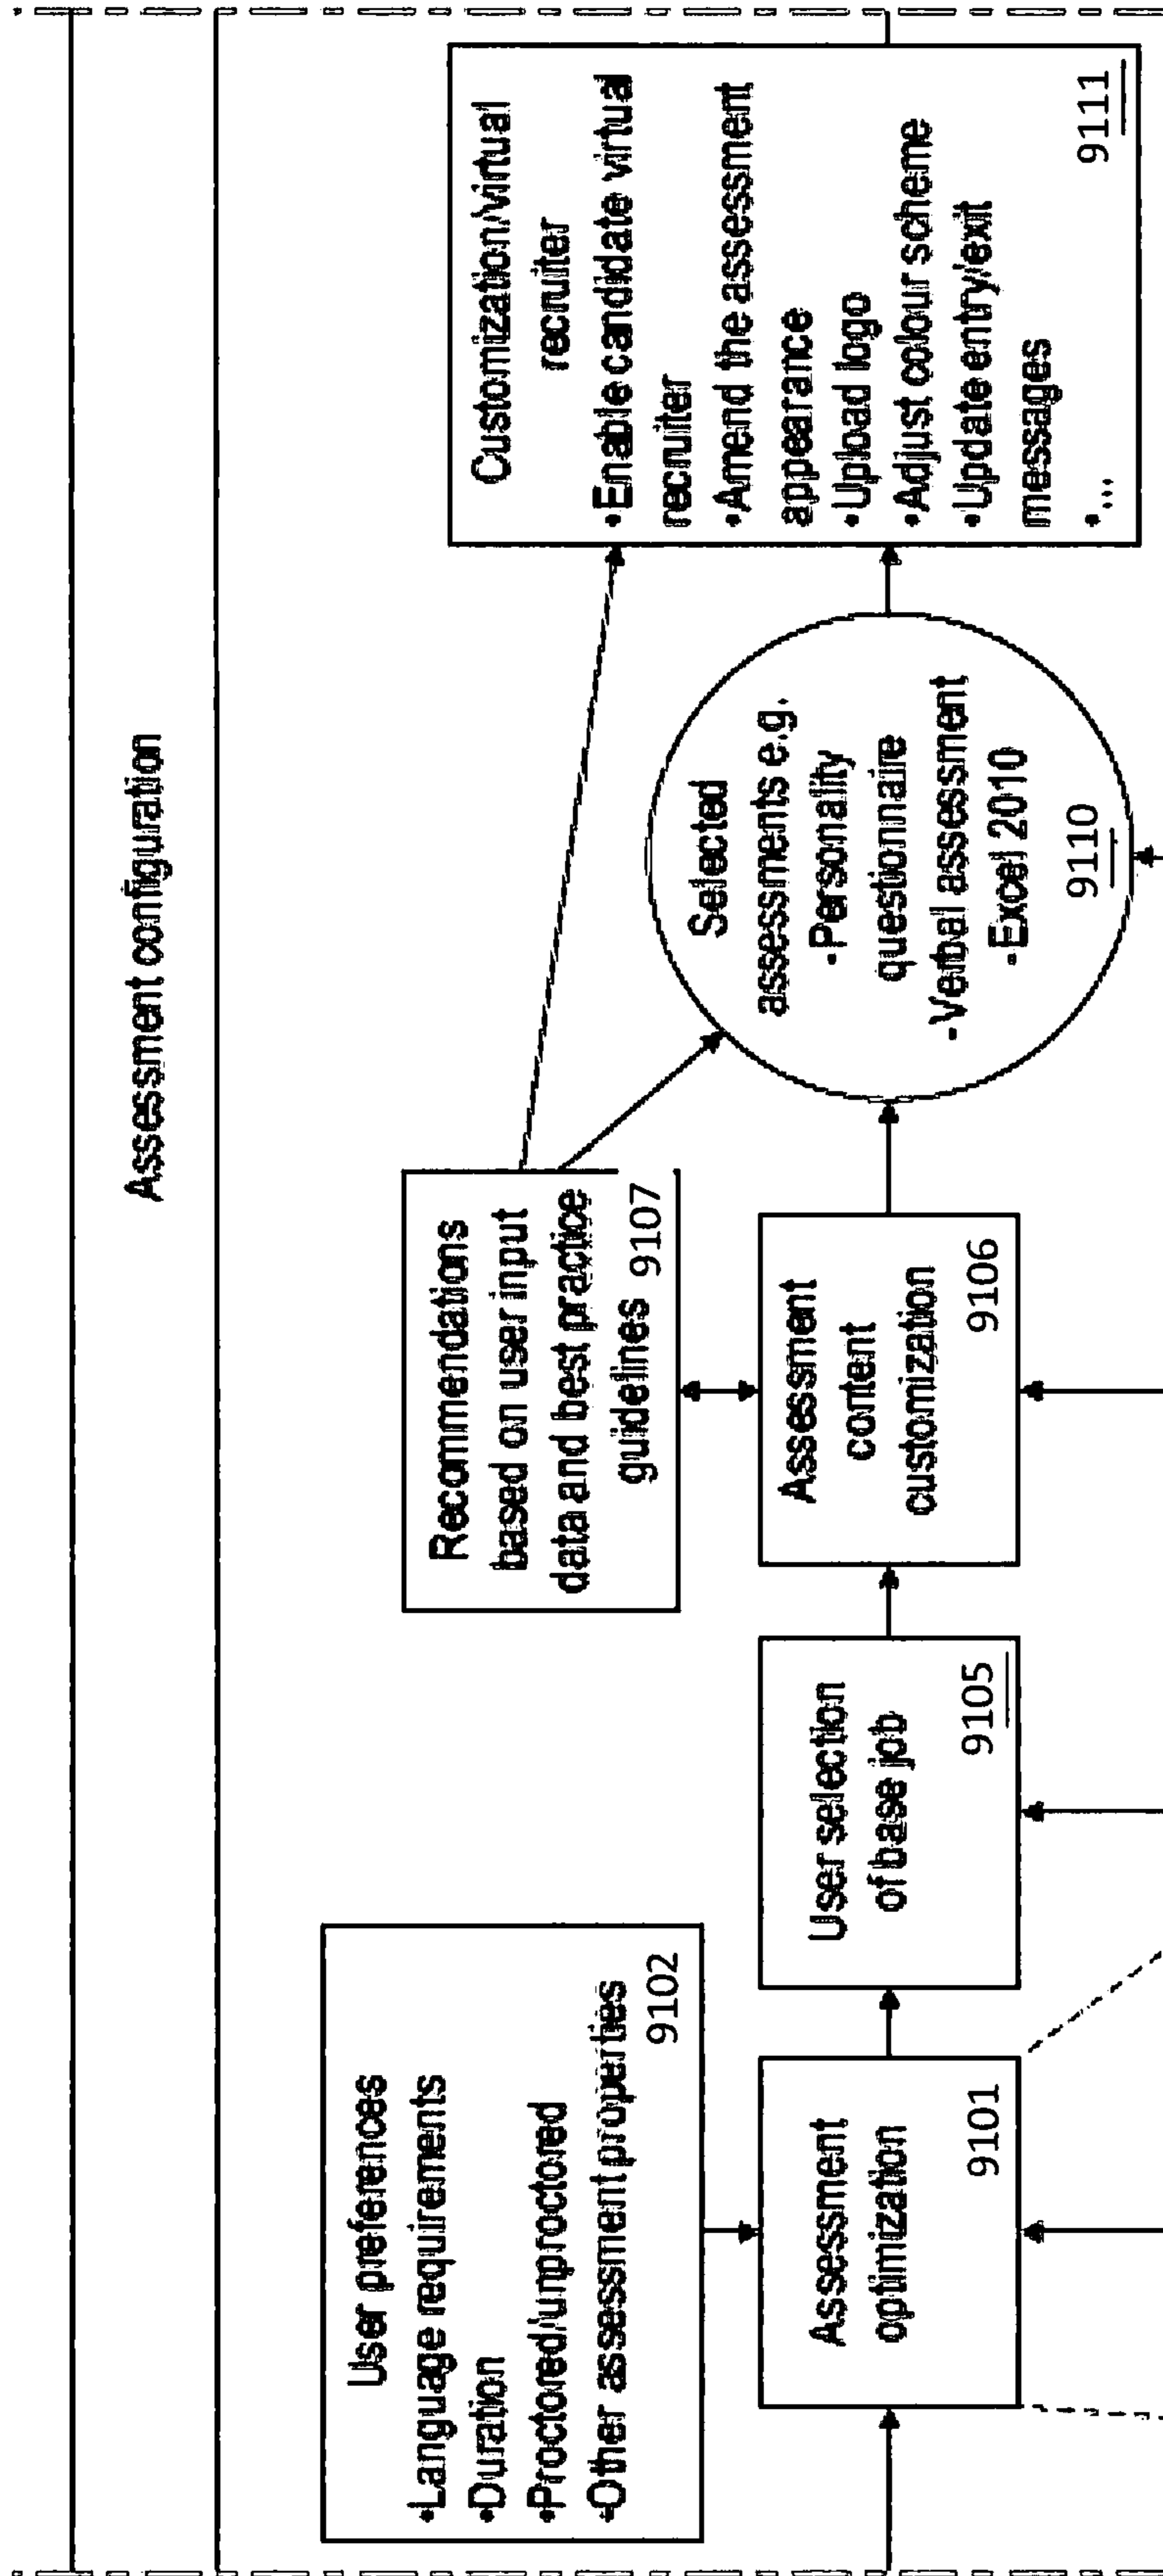 Assessment configuration
User preferences
•Language requirements
•Duration
•Proctored/unproctored
•Other assessment properties
9102
Assessment
optimization
9101
User selection
of base job
9105
Recommendations
based on user input
data and best practice
guidelines 9107
Assessment
content
customization
9106
Selected
assessments e.g.
-Personality
questionnaire
-Verbal assessment
-Excel 2010
9110
Customization/virtual
recruiter
•Enable candidate virtual
recruiter
•Amend the assessment
appearance
•Upload logo
•Adjust colour scheme
•Update entry/exit
messages
•...
9111